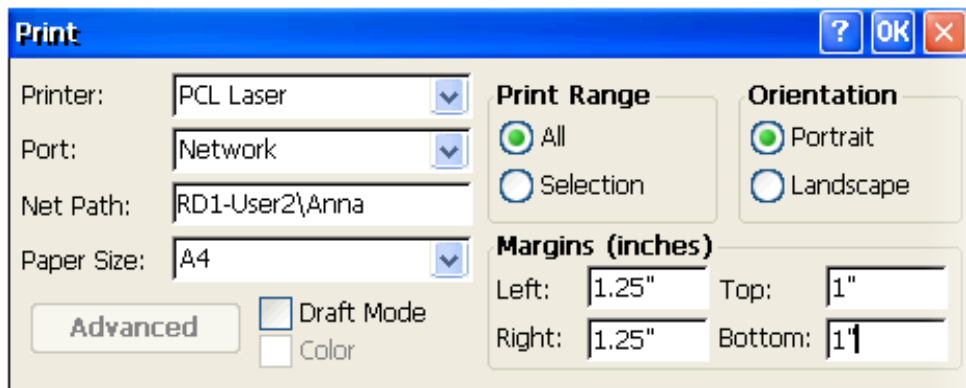 Print ? OK
Printer: PCL Laser
Port: Network
Net Path: RD1-User2\Anna
Paper Size: A4
Advanced
Draft Mode
Color
Print Range
All
Selection
Orientation
Portrait
Landscape
Margins (inches)
Left: 1.25" Top: 1"
Right: 1.25" Bottom: 1"